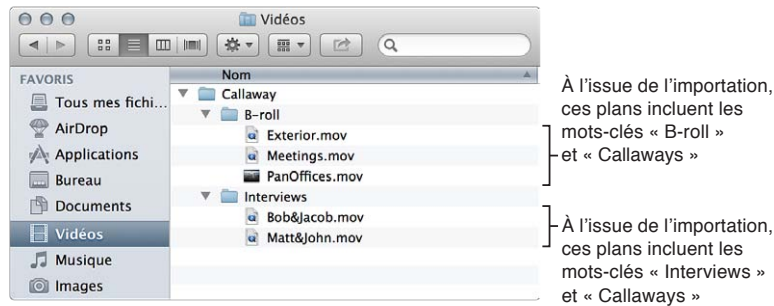 Vidéos
FAVORIS
Tous mes fichi...
AirDrop
Applications
Bureau
Documents
Vidéos
Musique
Images
Nom
Callaway
B-roll
Exterior.mov
Meetings.mov
PanOffices.mov
Interviews
Bob&Jacob.mov
Matt&John.mov
À l’issue de l’importation,
ces plans incluent les
mots-clés « B-roll »
et « Callaways »
À l’issue de l’importation,
ces plans incluent les
mots-clés « Interviews »
et « Callaways »